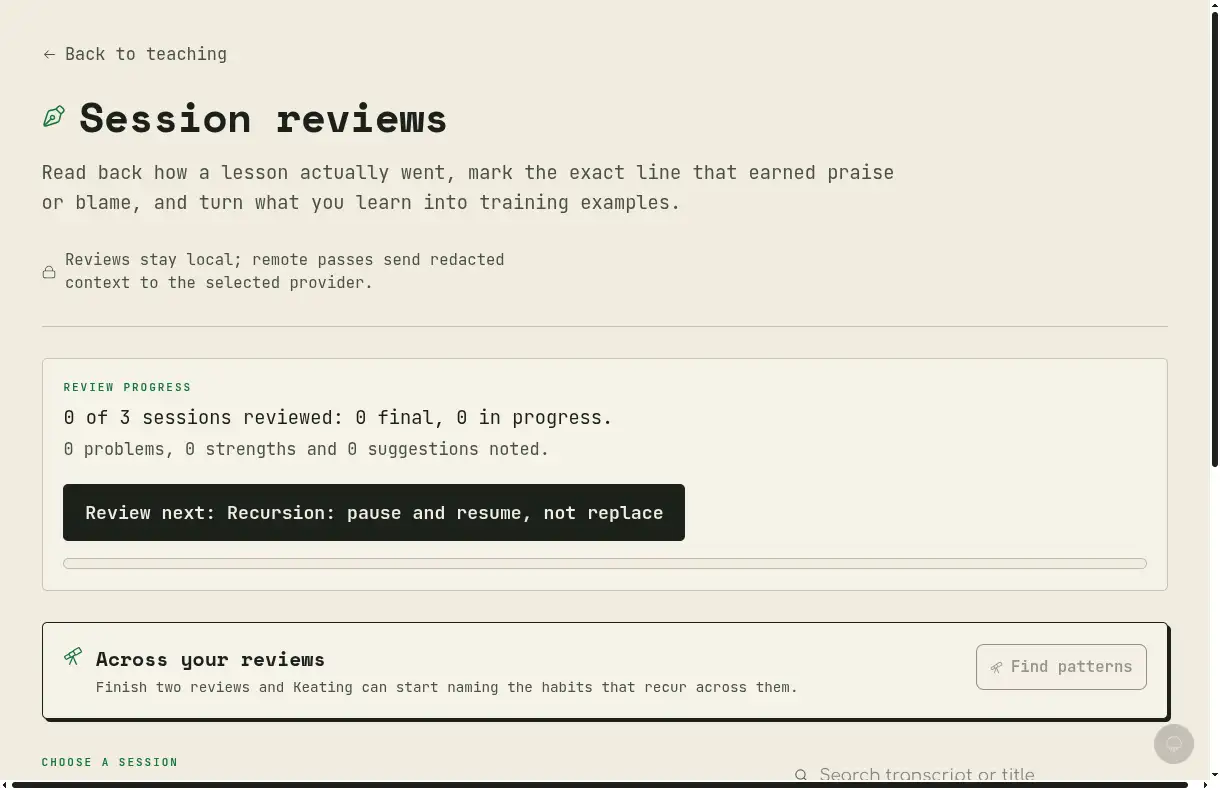 ← Back to teaching
Session reviews
Read back how a lesson actually went, mark the exact line that earned praise
or blame, and turn what you learn into training examples.
Reviews stay local; remote passes send redacted
context to the selected provider.
REVIEW PROGRESS
0 of 3 sessions reviewed: 0 final, 0 in progress.
0 problems, 0 strengths and 0 suggestions noted.
Review next: Recursion: pause and resume, not replace
Across your reviews
Finish two reviews and Keating can start naming the habits that recur across them.
Find patterns
CHOOSE A SESSION
Search transcript or title